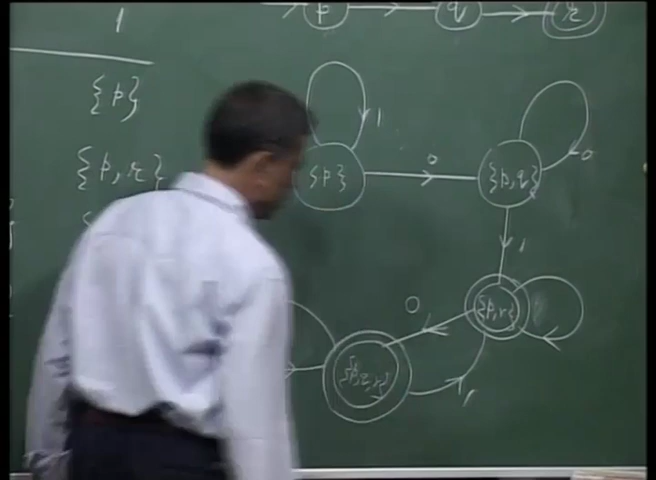 p q r
1
{p}
1
{p} 0 {p,q} 0
{p,r}
1
0 {p,r}
{p,q,r} 1